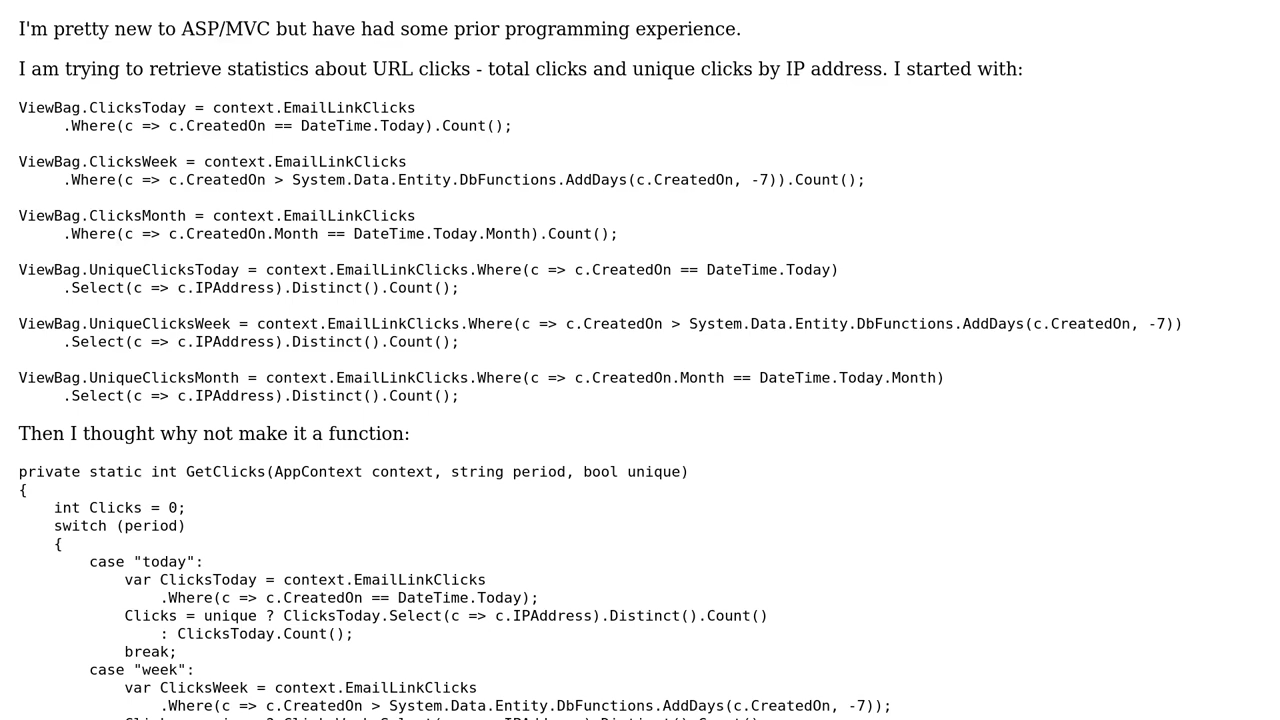 I'm pretty new to ASP/MVC but have had some prior programming experience.
I am trying to retrieve statistics about URL clicks - total clicks and unique clicks by IP address. I started with:
ViewBag.ClicksToday = context.EmailLinkClicks
     .Where(c => c.CreatedOn == DateTime.Today).Count();
ViewBag.ClicksWeek = context.EmailLinkClicks
     .Where(c => c.CreatedOn > System.Data.Entity.DbFunctions.AddDays(c.CreatedOn, -7)).Count();
ViewBag.ClicksMonth = context.EmailLinkClicks
     .Where(c => c.CreatedOn.Month == DateTime.Today.Month).Count();
ViewBag.UniqueClicksToday = context.EmailLinkClicks.Where(c => c.CreatedOn == DateTime.Today)
     .Select(c => c.IPAddress).Distinct().Count();
ViewBag.UniqueClicksWeek = context.EmailLinkClicks.Where(c => c.CreatedOn > System.Data.Entity.DbFunctions.AddDays(c.CreatedOn, -7))
     .Select(c => c.IPAddress).Distinct().Count();
ViewBag.UniqueClicksMonth = context.EmailLinkClicks.Where(c => c.CreatedOn.Month == DateTime.Today.Month)
     .Select(c => c.IPAddress).Distinct().Count();
Then I thought why not make it a function:
private static int GetClicks(AppContext context, string period, bool unique)
{
    int Clicks = 0;
    switch (period)
    {
        case "today":
            var ClicksToday = context.EmailLinkClicks
                .Where(c => c.CreatedOn == DateTime.Today);
            Clicks = unique ? ClicksToday.Select(c => c.IPAddress).Distinct().Count()
                : ClicksToday.Count();
            break;
        case "week":
            var ClicksWeek = context.EmailLinkClicks
                .Where(c => c.CreatedOn > System.Data.Entity.DbFunctions.AddDays(c.CreatedOn, -7));